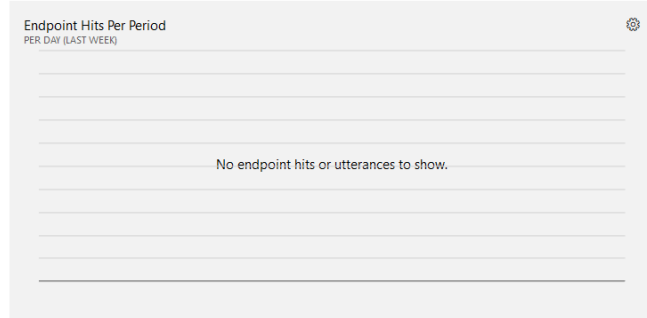 Endpoint Hits Per Period
PER DAY (LAST WEEK)
No endpoint hits or utterances to show.